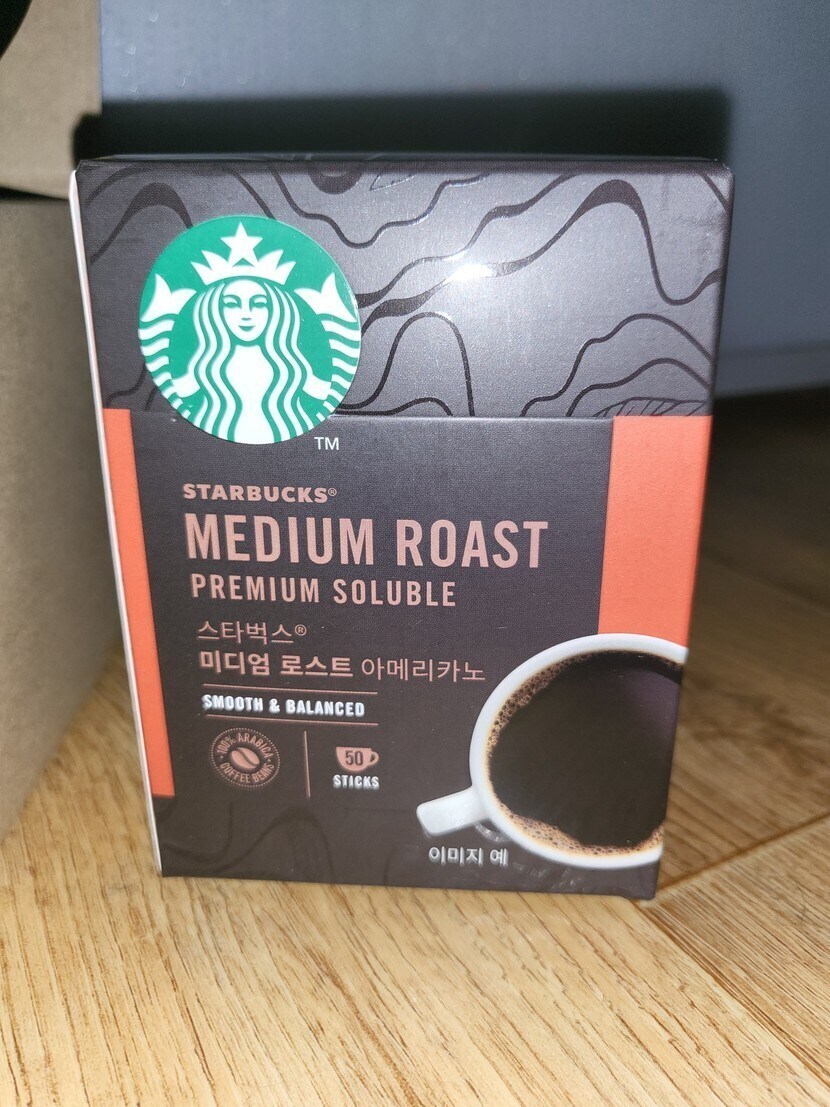 TM
STARBUCKS®
MEDIUM ROAST
PREMIUM SOLUBLE
스타벅스®
미디엄 로스트 아메리카노
SMOOTH & BALANCED
100% ARABICA
COFFEE BEANS
50
STICKS
이미지 예